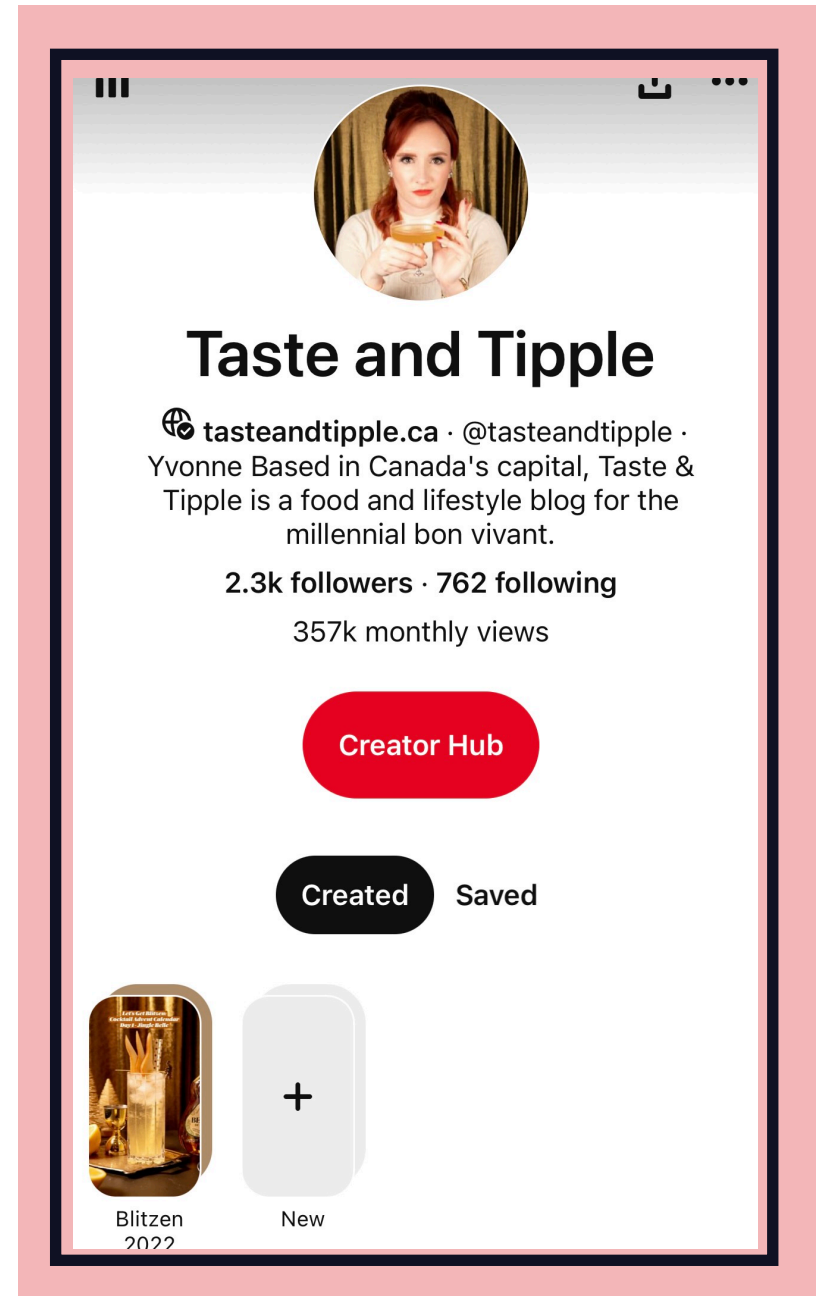 Taste and Tipple
tasteandtipple.ca · @tasteandtipple ·
Yvonne Based in Canada's capital, Taste &
Tipple is a food and lifestyle blog for the
millennial bon vivant.
2.3k followers · 762 following
357k monthly views
Creator Hub
Created Saved
Let's Get Blitzen
Cocktail Advent Calendar
Day 1 - Jingle Belle
+
Blitzen New
2022